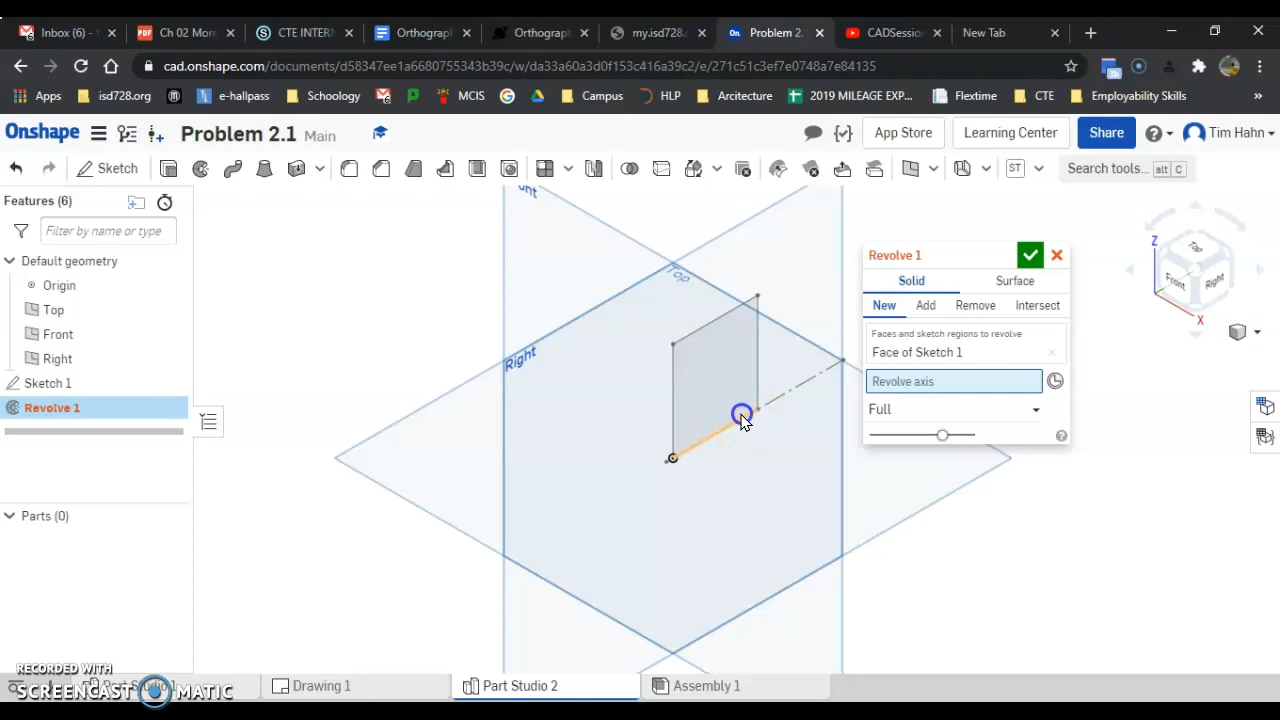 Inbox (6) -
Ch 02 More
CTE INTERN
Orthograph
Orthograph
my.isd728.c
Problem 2.
CADSession
New Tab
cad.onshape.com/documents/d58347ee1a6680755343b39c/w/da33a60a3d0f153c416a39c2/e/271c51c3ef7e0748a7e84135
Apps
isd728.org
e-hallpass
Schoology
MCIS
Campus
HLP
Arcitecture
2019 MILEAGE EXP...
Flextime
CTE
Employability Skills
»
Onshape
Problem 2.1 Main
App Store
Learning Center
Share
Tim Hahn
Sketch
ST
Search tools... alt C
Features (6)
Filter by name or type
Default geometry
Origin
Top
Front
Right
Sketch 1
Revolve 1
Parts (0)
Top
Right
Revolve 1
Solid
Surface
New
Add
Remove
Intersect
Faces and sketch regions to revolve
Face of Sketch 1
Revolve axis
Full
Z
Front
Right
X
RECORDED WITH
SCREENCAST MATIC
Drawing 1
Part Studio 2
Assembly 1